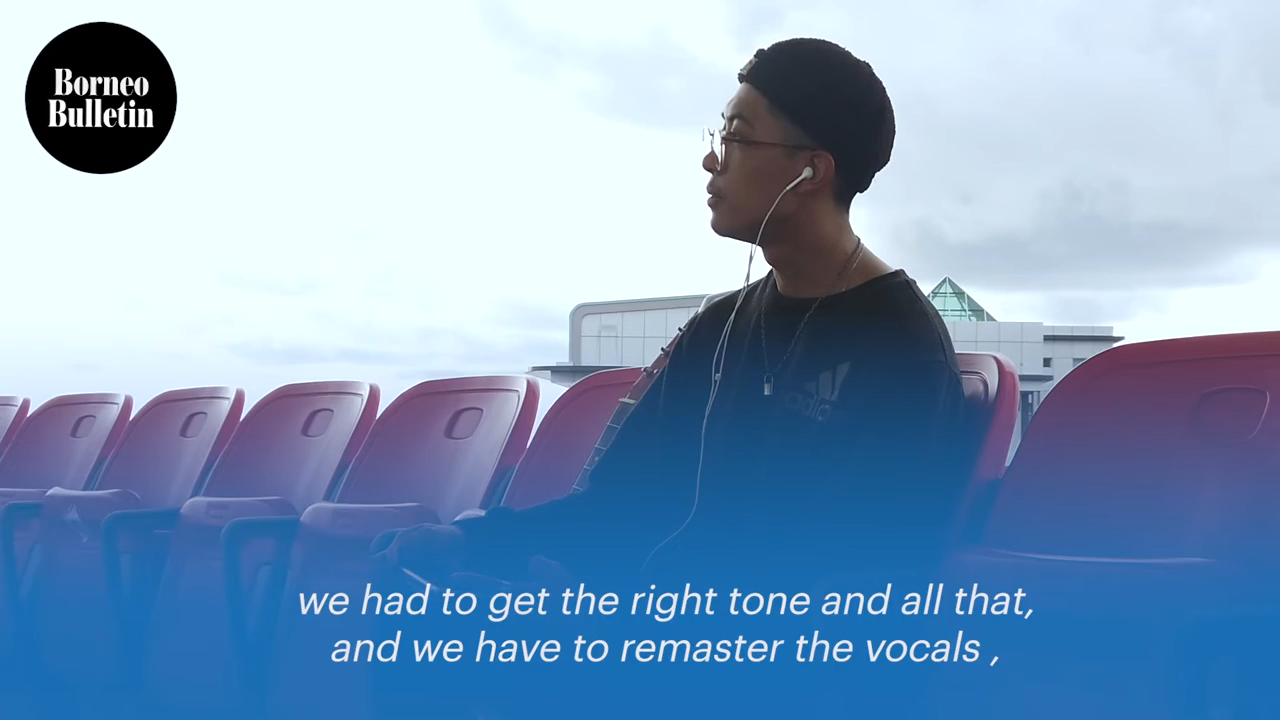 Borneo
Bulletin
adidas
we had to get the right tone and all that,
and we have to remaster the vocals ,